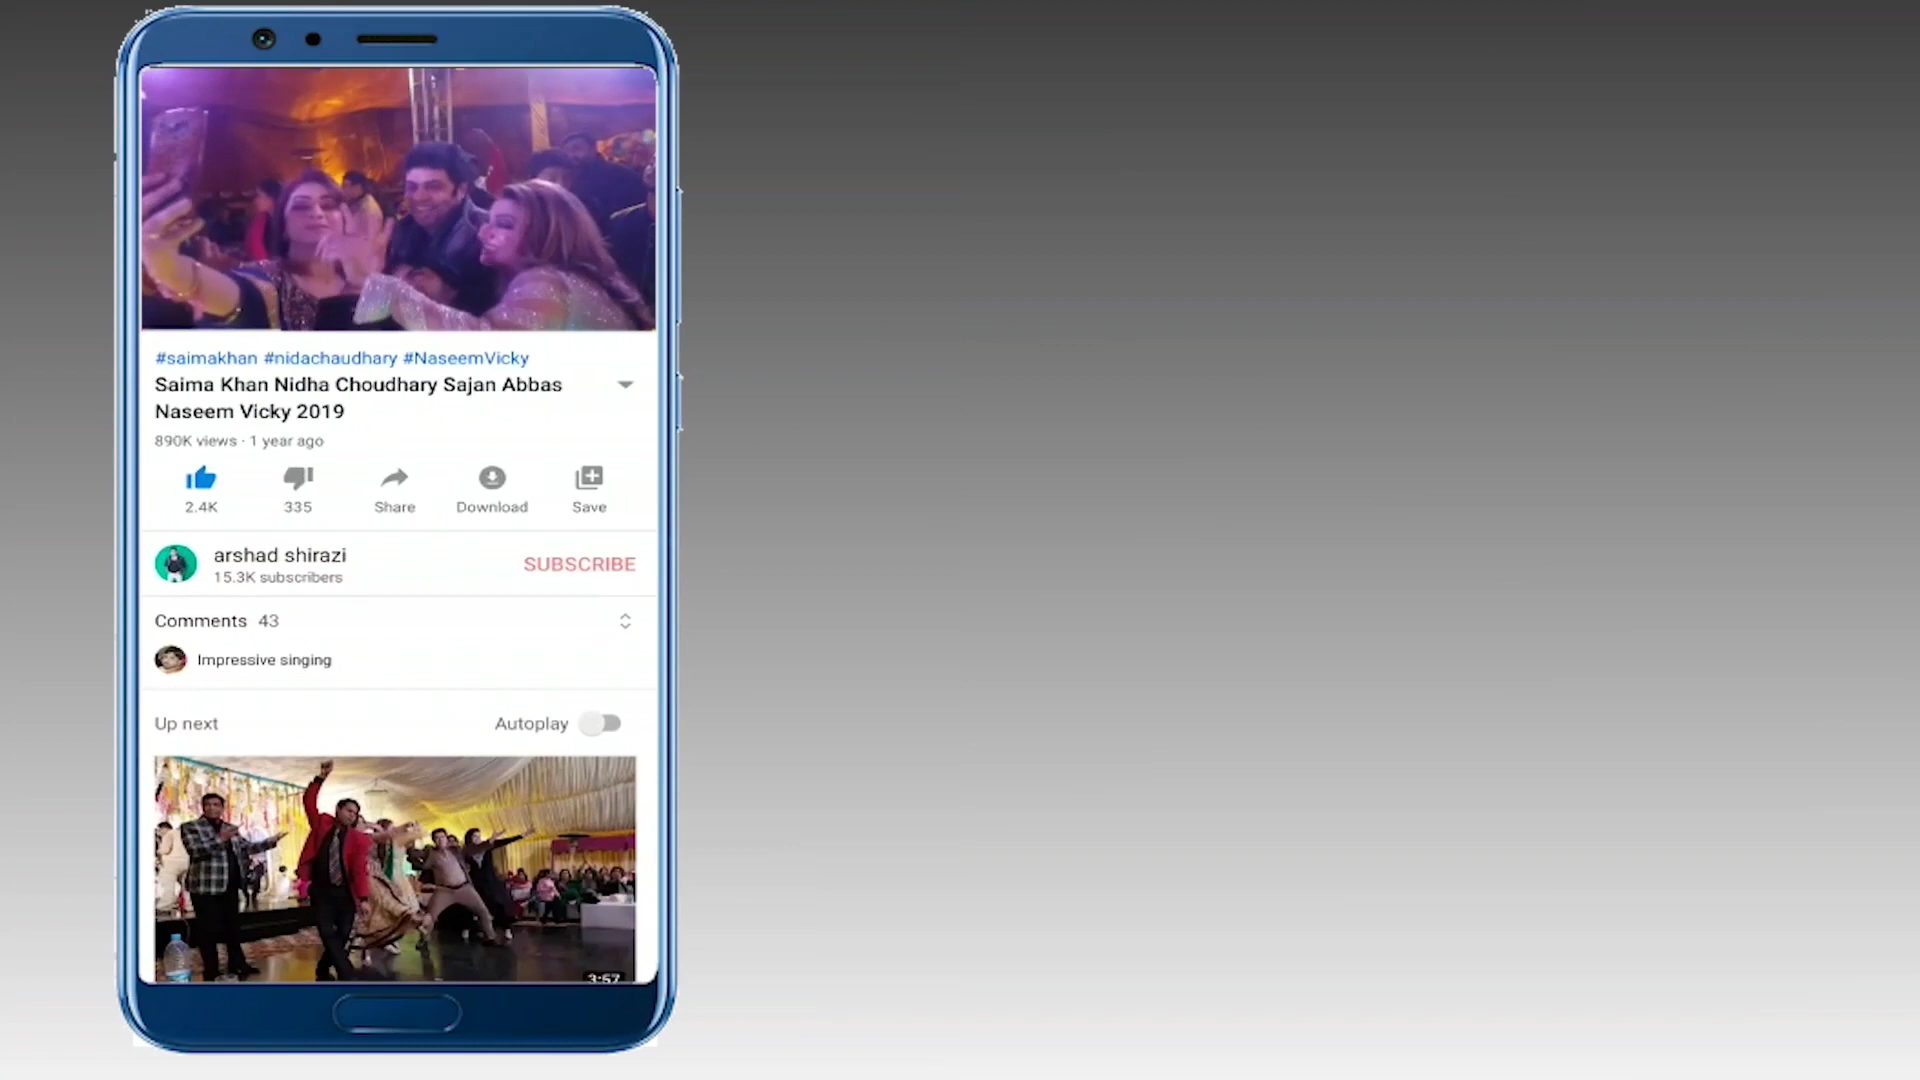 #saimakhan #nidachaudhary #NaseemVicky
Saima Khan Nidha Choudhary Sajan Abbas
Naseem Vicky 2019
890K views · 1 year ago
2.4K 335 Share Download Save
arshad shirazi
15.3K subscribers
SUBSCRIBE
Comments 43
Impressive singing
Up next Autoplay
3:57